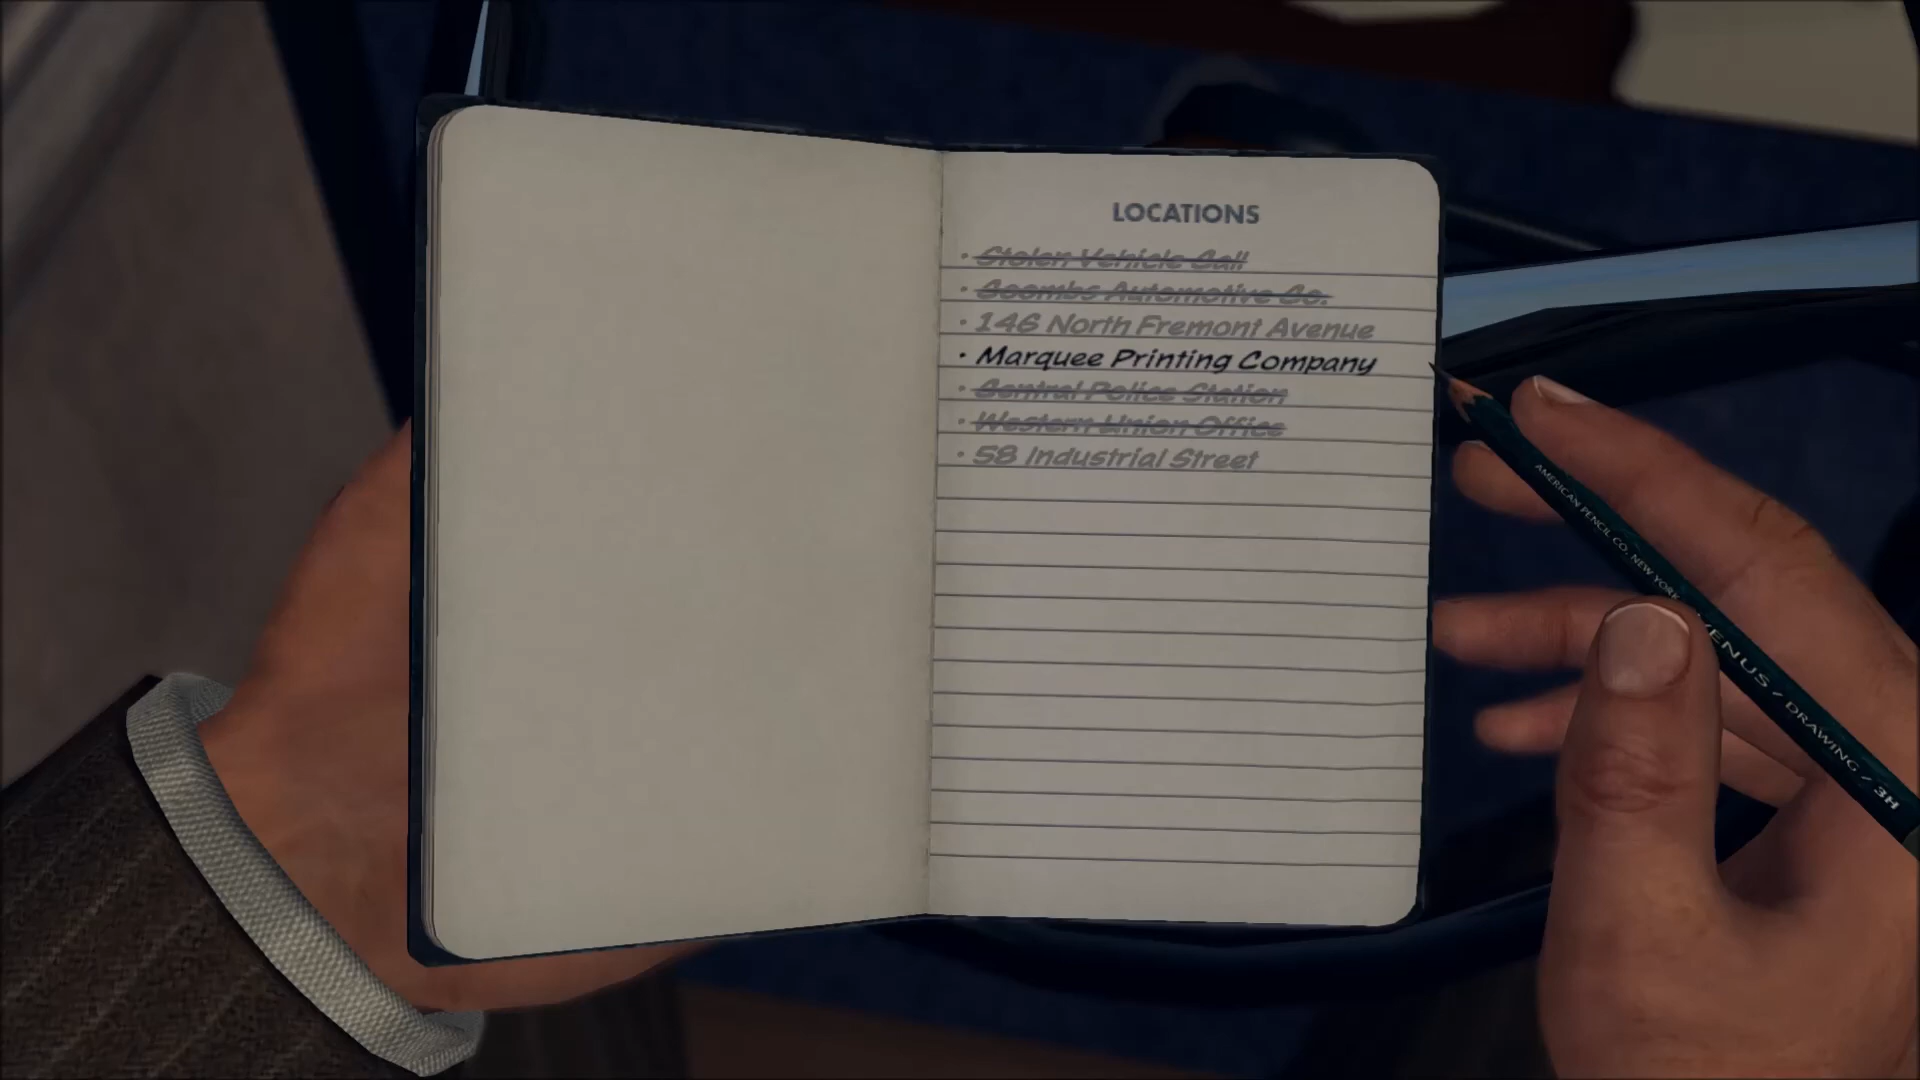 LOCATIONS
• Stolen Vehicle Call
• Coombs Automotive Co.
• 146 North Fremont Avenue
• Marquee Printing Company
• Central Police Station
• Western Union Office
• 58 Industrial Street
AMERICAN PENCIL CO. NEW YORK VENUS / DRAWING / 3H